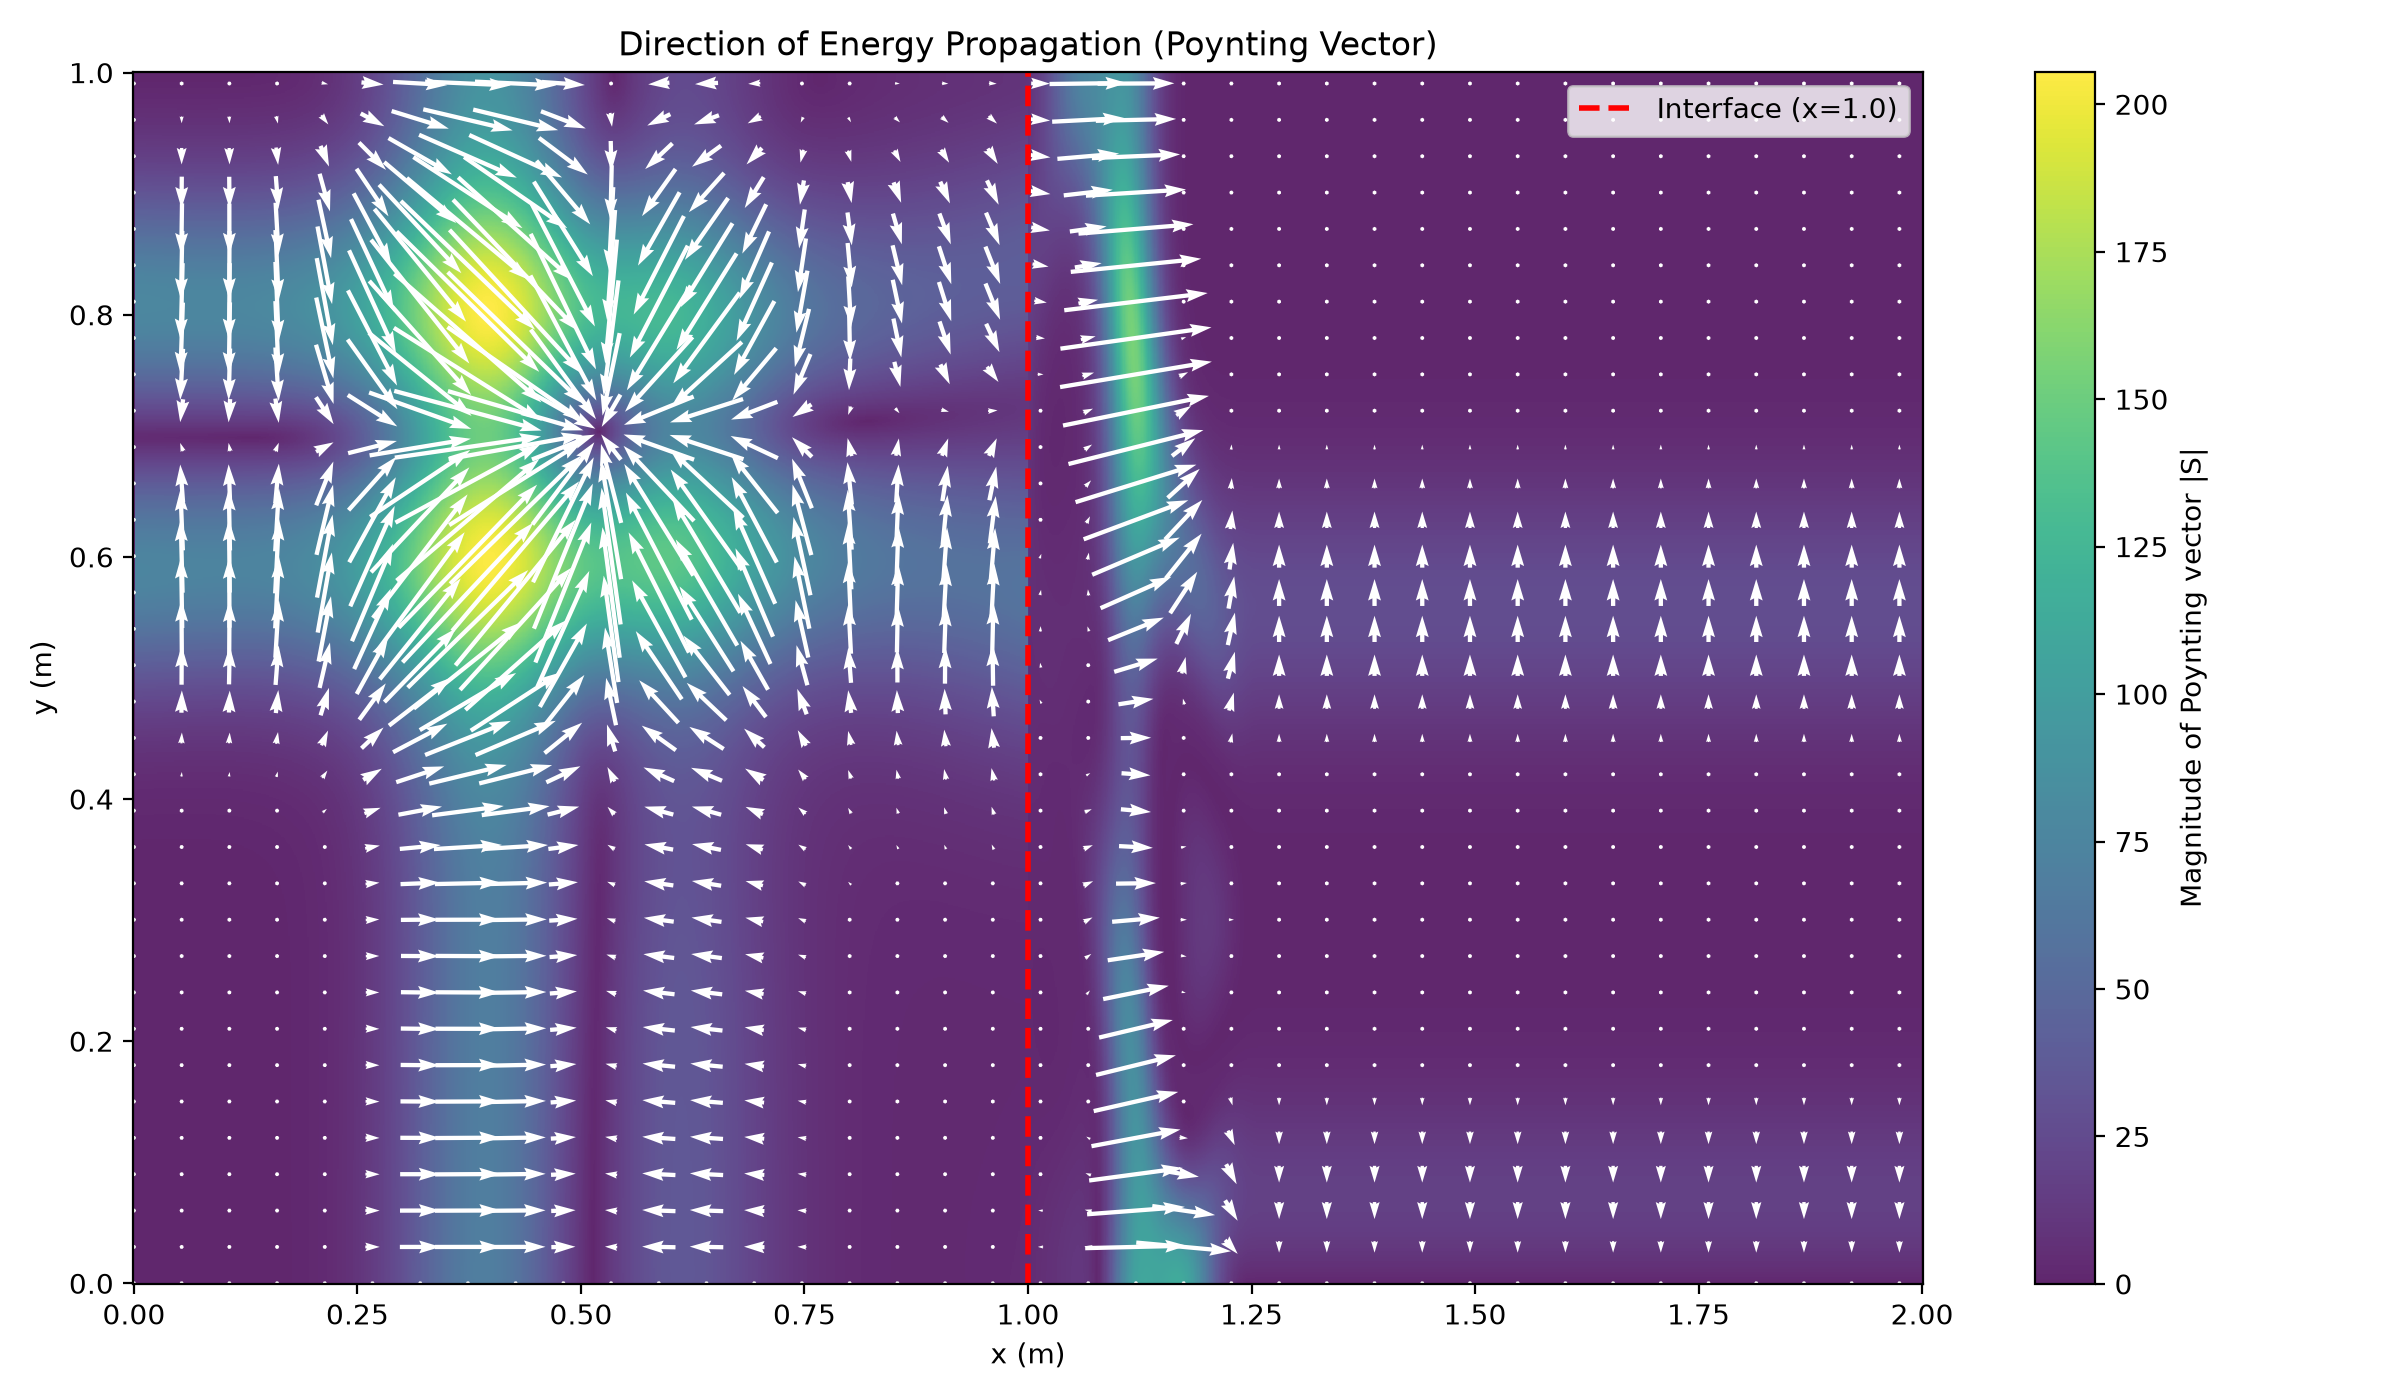 Direction of Energy Propagation (Poynting Vector)
Interface (x=1.0)
1.0
0.8
0.6
0.4
0.2
0.0
y (m)
0.00 0.25 0.50 0.75 1.00 1.25 1.50 1.75 2.00
x (m)
200
175
150
125
100
75
50
25
0
Magnitude of Poynting vector |S|